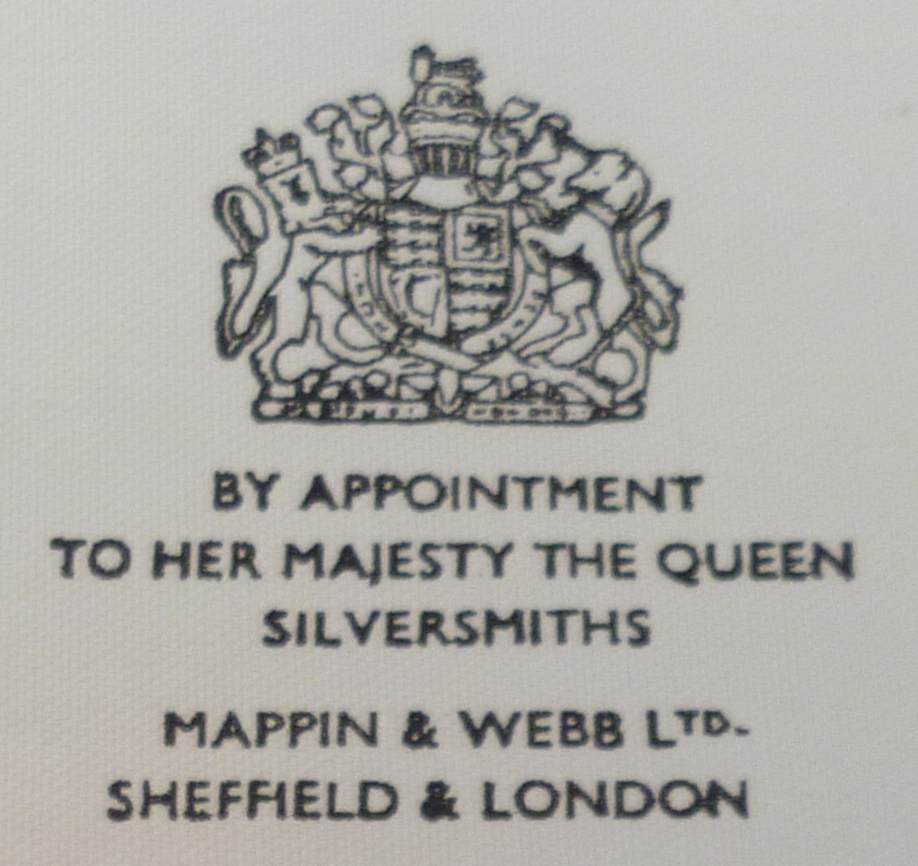 BY APPOINTMENT
TO HER MAJESTY THE QUEEN
SILVERSMITHS
MAPPIN & WEBB LTD.
SHEFFIELD & LONDON